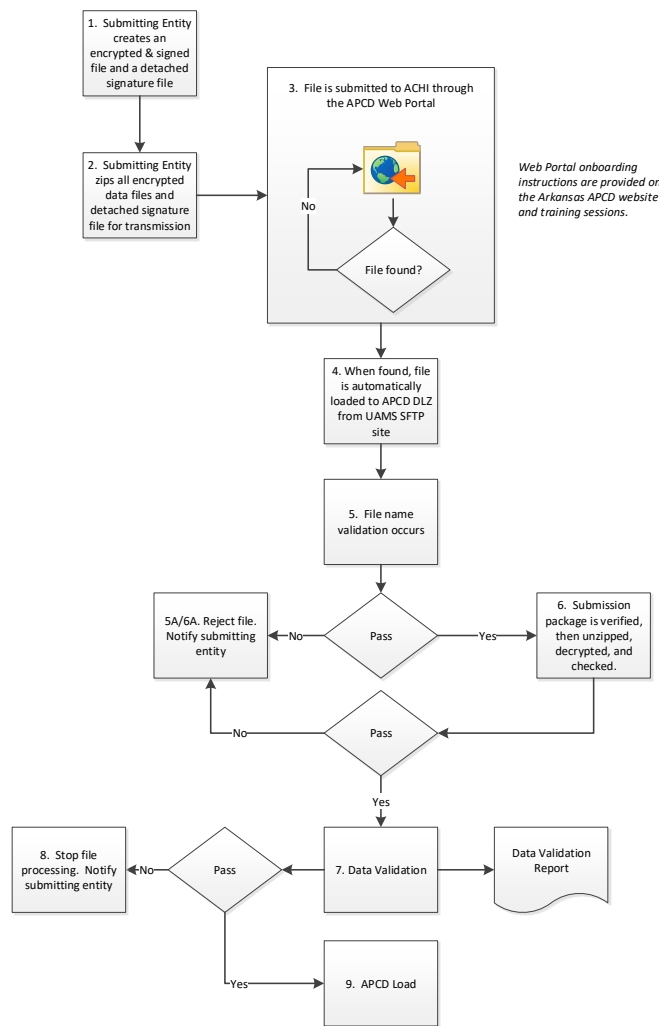 1. Submitting Entity
creates an
encrypted & signed
file and a detached
signature file
2. Submitting Entity
zips all encrypted
data files and
detached signature
file for transmission
3. File is submitted to ACHI through
the APCD Web Portal
No
File found?
Web Portal onboarding
instructions are provided on
the Arkansas APCD website
and training sessions.
4. When found, file
is automatically
loaded to APCD DLZ
from UAMS SFTP
site
5. File name
validation occurs
5A/6A. Reject file.
Notify submitting
entity
No
Pass
Yes
6. Submission
package is verified,
then unzipped,
decrypted, and
checked.
No
Pass
Yes
8. Stop file
processing. Notify
submitting entity
No
Pass
7. Data Validation
Data Validation
Report
Yes
9. APCD Load